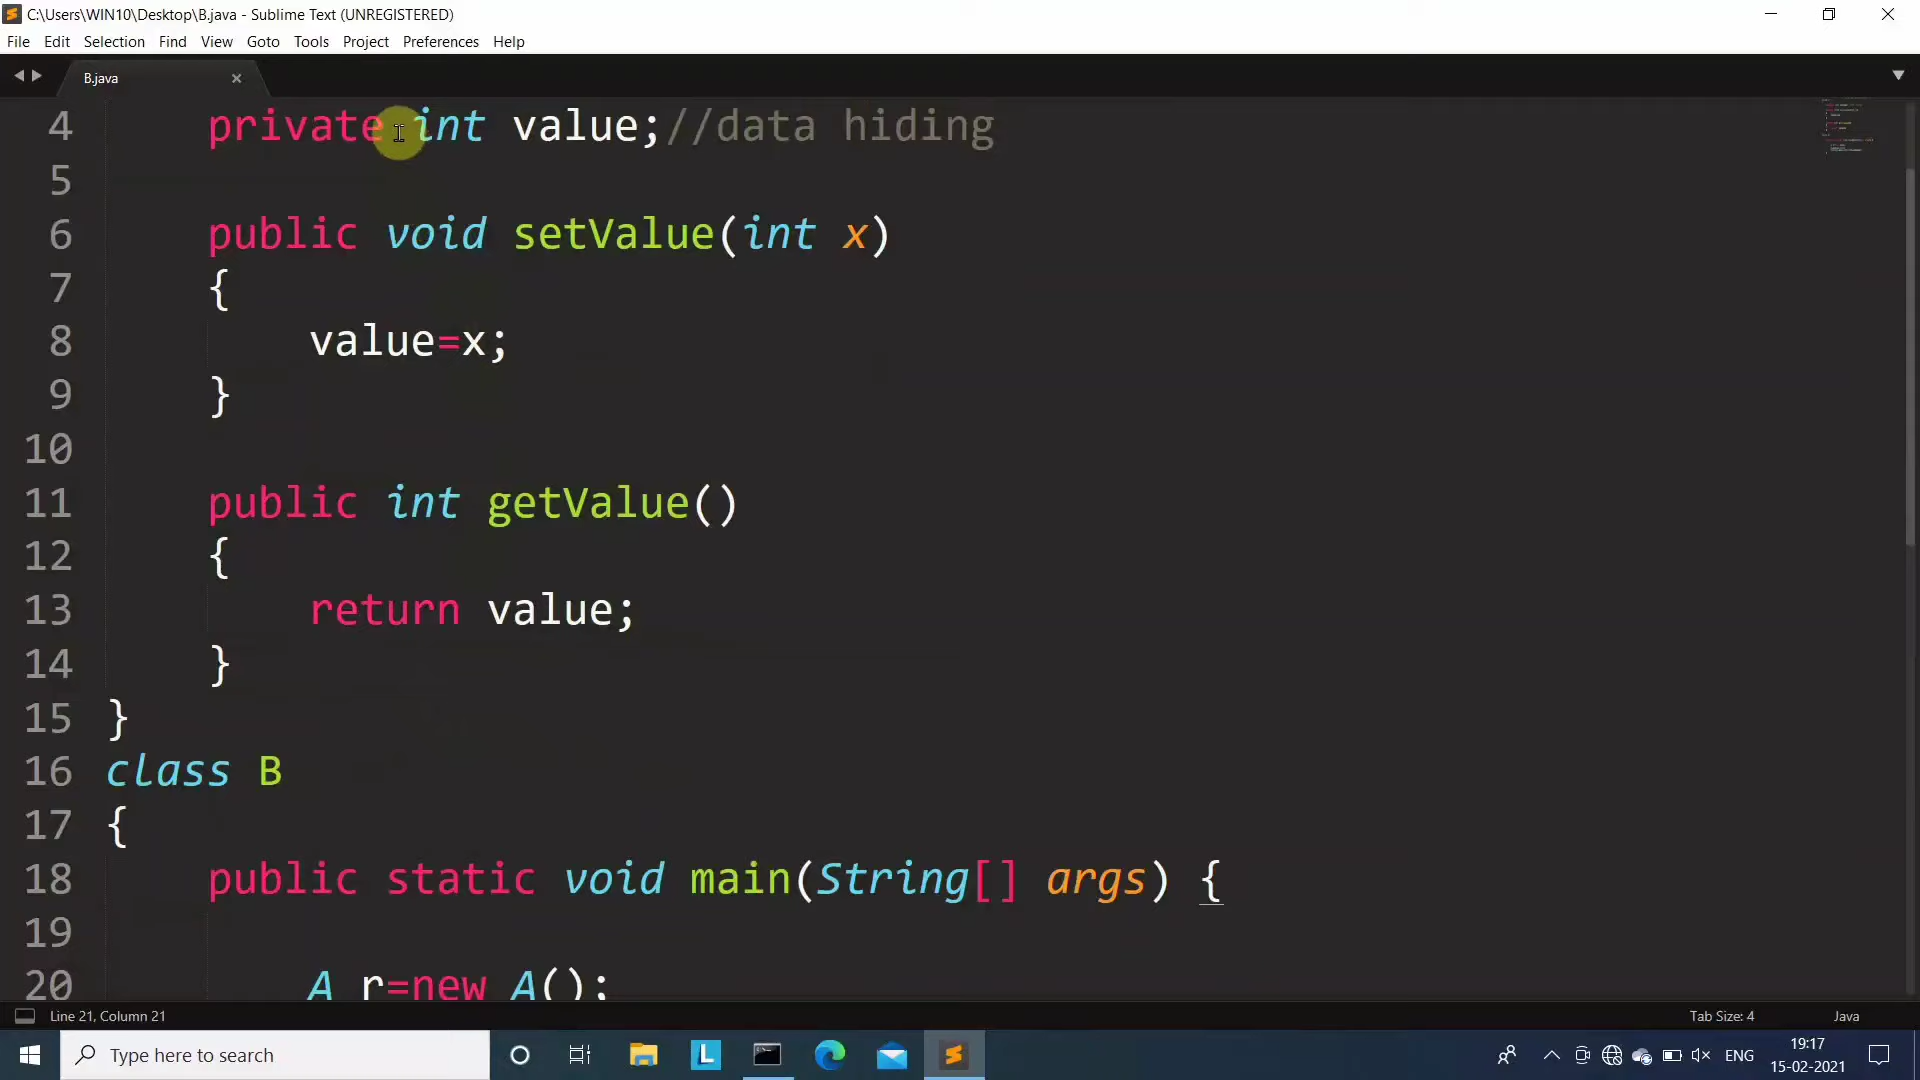 C:\Users\WIN10\Desktop\B.java - Sublime Text (UNREGISTERED)
File Edit Selection Find View Goto Tools Project Preferences Help
B.java
4 private int value;//data hiding
5
6 public void setValue(int x)
7 {
8 value=x;
9 }
10
11 public int getValue()
12 {
13 return value;
14 }
15 }
16 class B
17 {
18 public static void main(String[] args) {
19
20 A r=new A();
Line 21, Column 21 Tab Size: 4 Java
Type here to search
L
ENG
19:17
15-02-2021